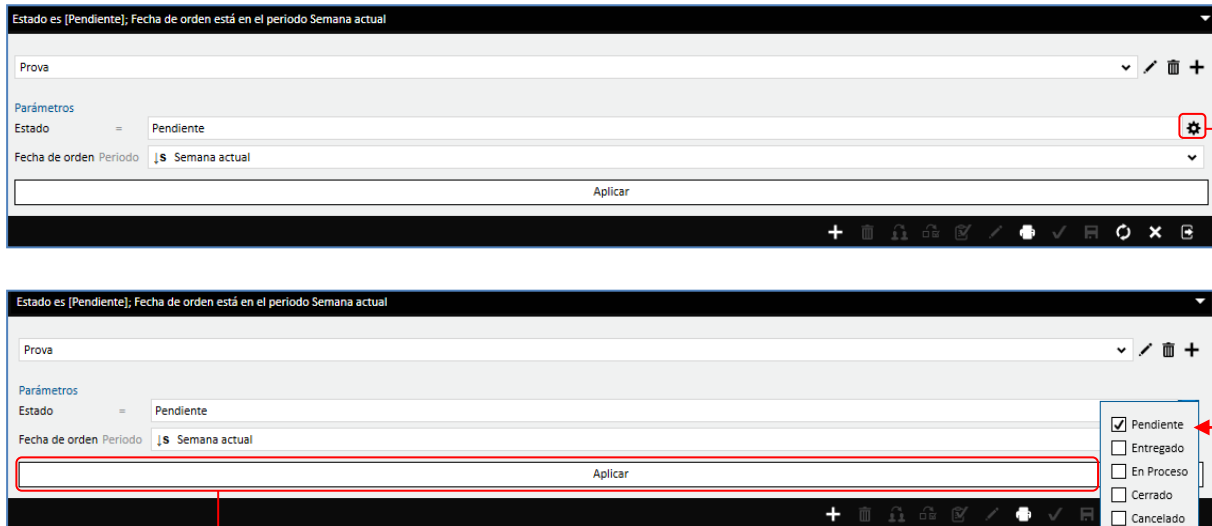 Estado es [Pendiente]; Fecha de orden está en el periodo Semana actual
Prova
Parámetros
Estado = Pendiente
Fecha de orden Periodo ↓S Semana actual
Aplicar
Estado es [Pendiente]; Fecha de orden está en el periodo Semana actual
Prova
Parámetros
Estado = Pendiente
Fecha de orden Periodo ↓S Semana actual
Aplicar
Pendiente
Entregado
En Proceso
Cerrado
Cancelado